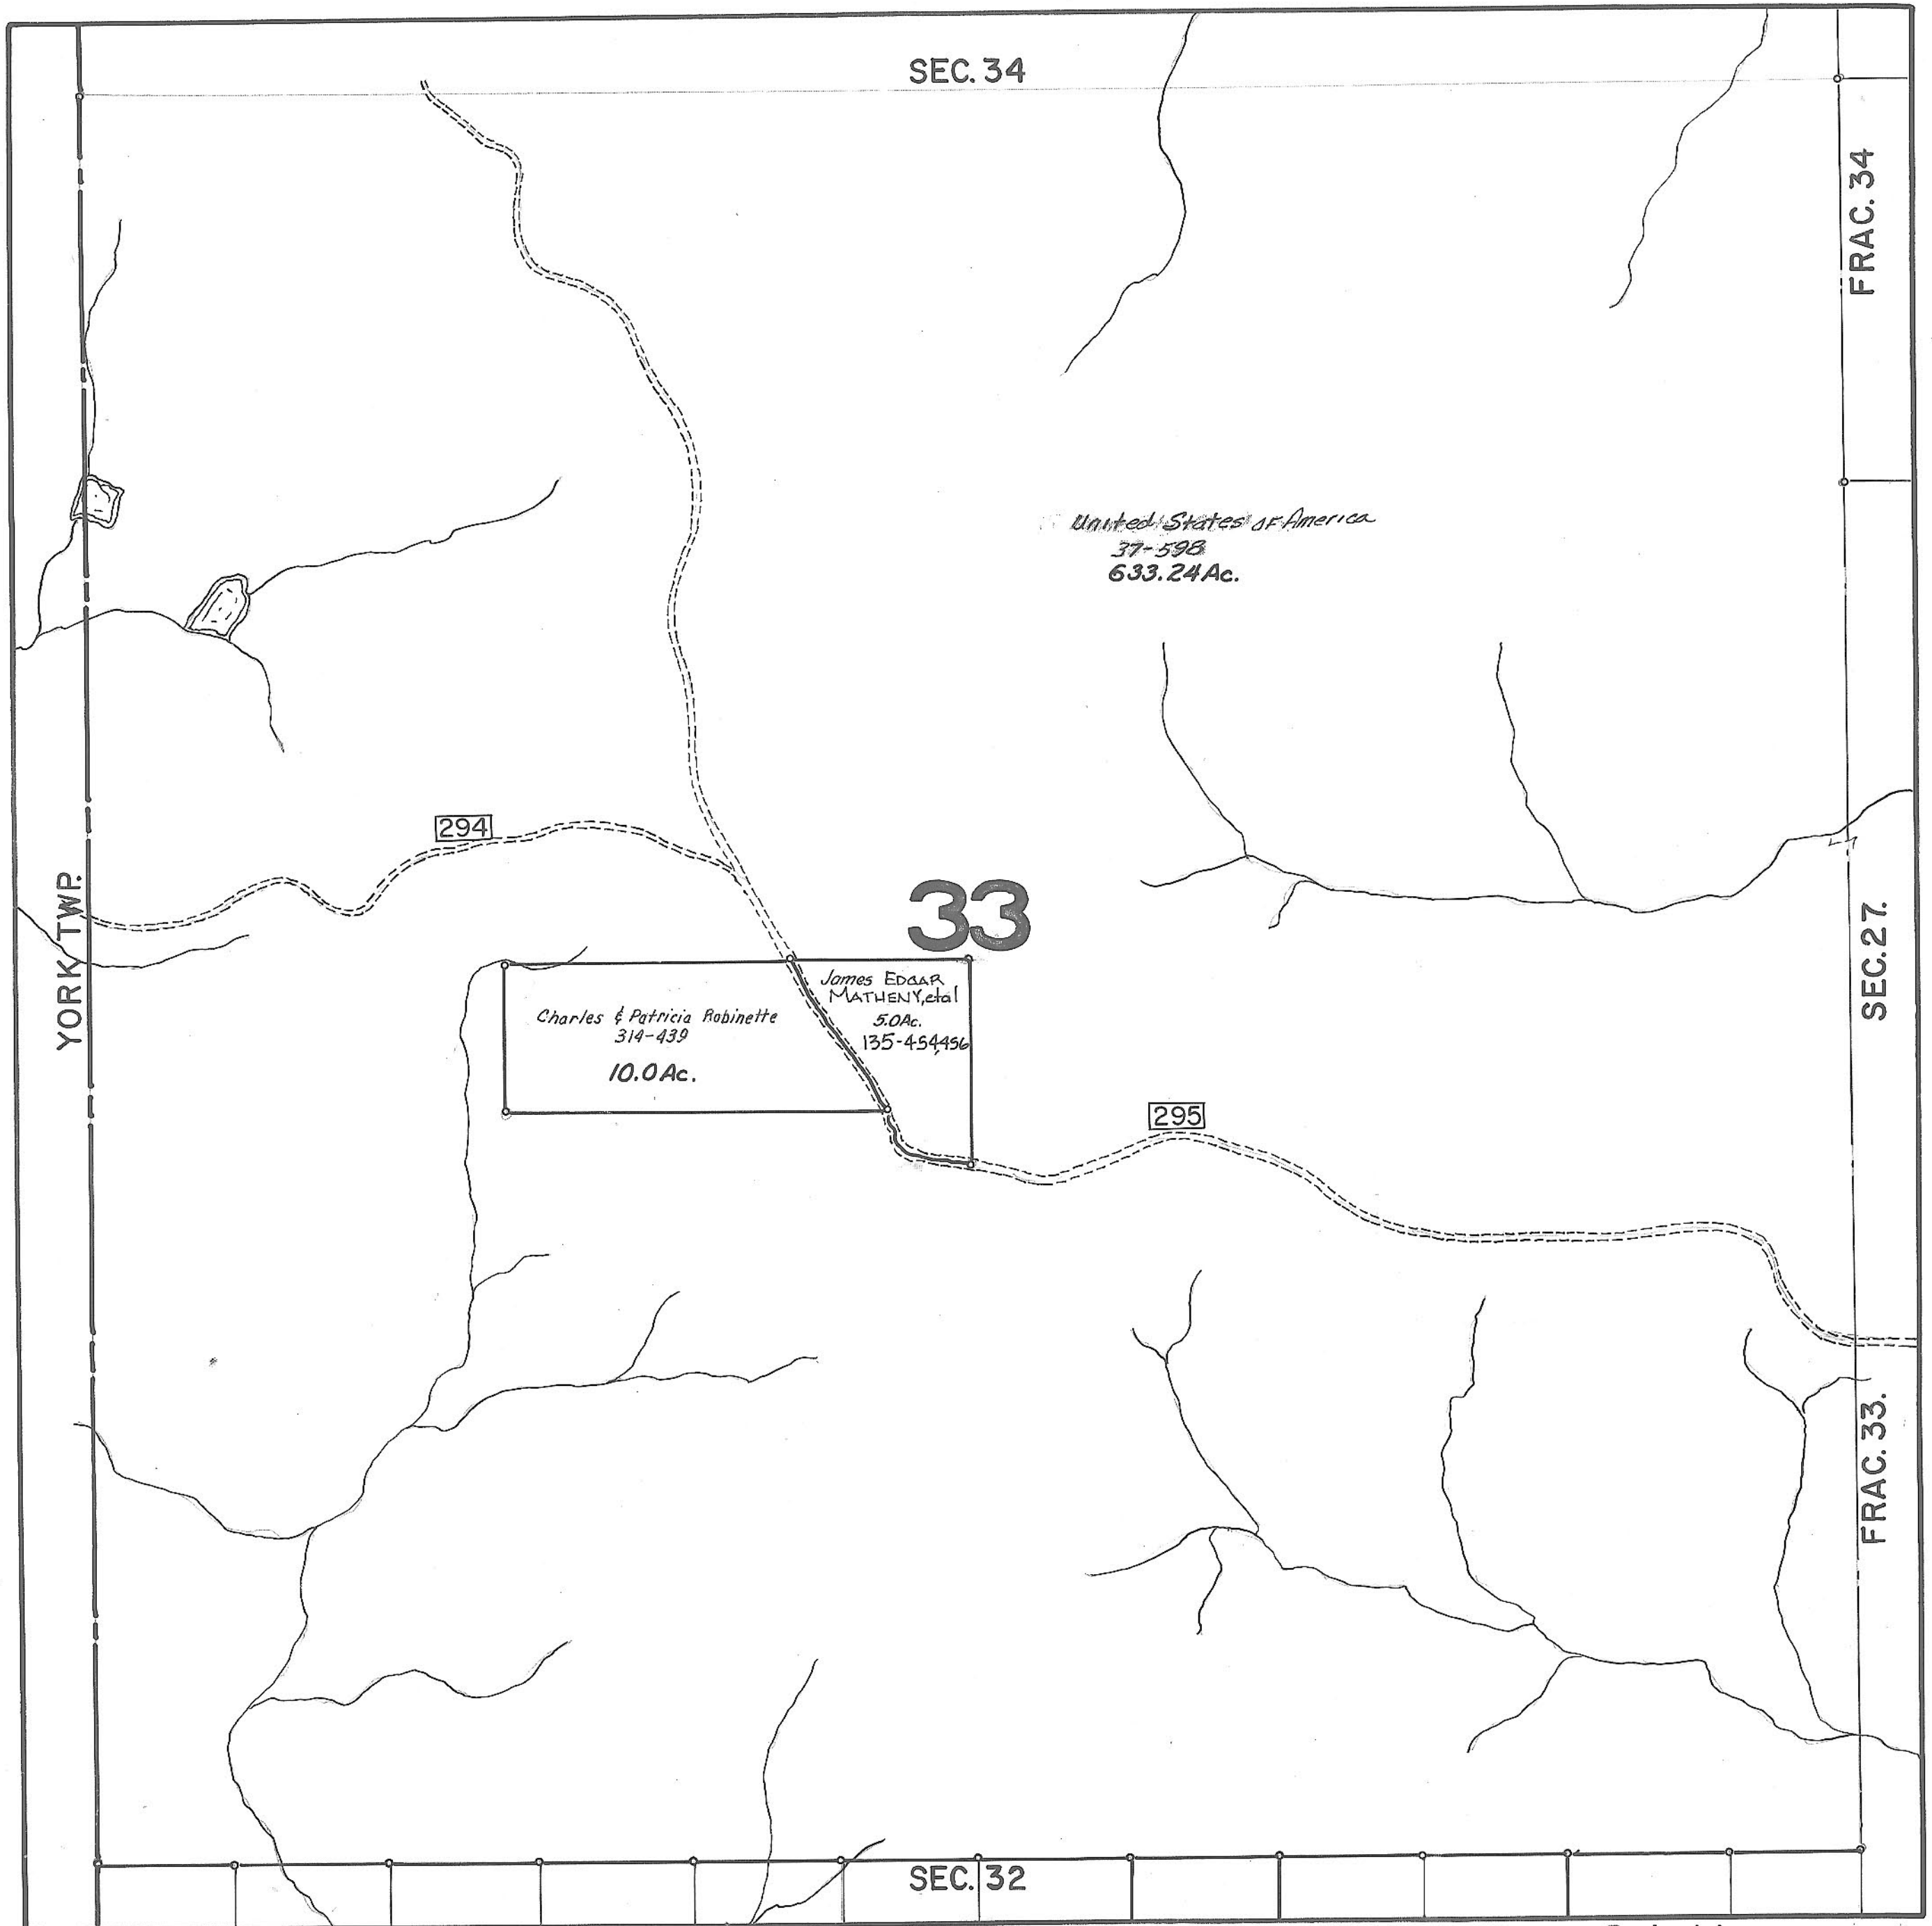 SEC. 34
FRAC. 34
United States OF America
37-598
633.24 Ac.
294
33
YORK TWP.
SEC. 27.
James EDGAR
MATHENY, etal
5.0 Ac.
135-454,456
Charles & Patricia Robinette
314-439
10.0 Ac.
295
FRAC. 33.
SEC. 32